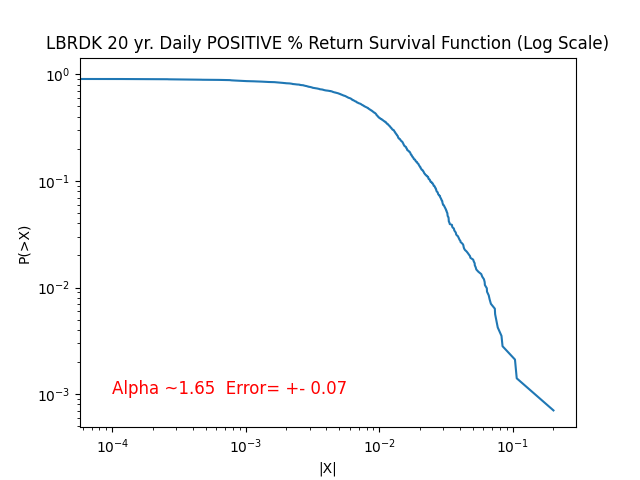 LBRDK 20 yr. Daily POSITIVE % Return Survival Function (Log Scale)
10⁰
10⁻¹
10⁻²
10⁻³
P(>X)
Alpha ~1.65  Error= +- 0.07
10⁻⁴ 10⁻³ 10⁻² 10⁻¹
|X|